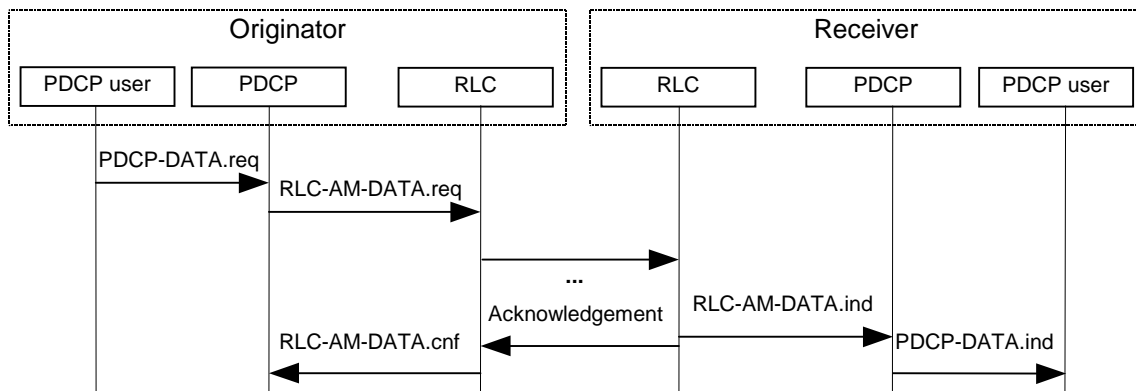 Originator Receiver
PDCP user PDCP RLC RLC PDCP PDCP user
PDCP-DATA.req
RLC-AM-DATA.req
...
Acknowledgement RLC-AM-DATA.ind
RLC-AM-DATA.cnf PDCP-DATA.ind